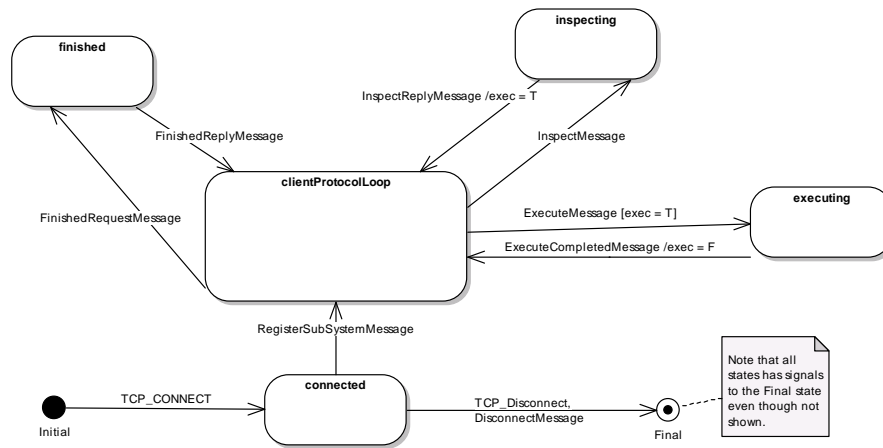 inspecting
finished
InspectReplyMessage /exec = T
FinishedReplyMessage
InspectMessage
clientProtocolLoop
executing
ExecuteMessage [exec = T]
FinishedRequestMessage
ExecuteCompletedMessage /exec = F
RegisterSubSystemMessage
Note that all
states has signals
to the Final state
even though not
shown.
connected
TCP_CONNECT
TCP_Disconnect,
DisconnectMessage
Initial
Final